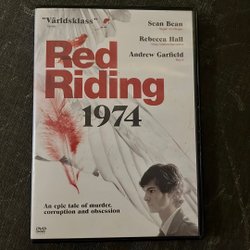 "Världsklass"
Sean Bean
Rebecca Hall
Andrew Garfield
Red
Riding
1974
An epic tale of murder,
corruption and obsession
DVD